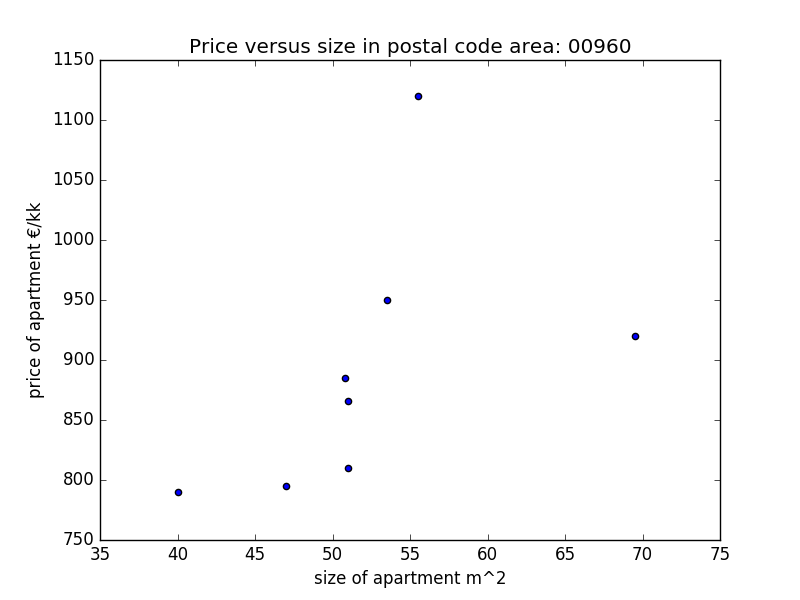 Price versus size in postal code area: 00960
1150
1100
1050
1000
950
900
850
800
750
price of apartment €/kk
35 40 45 50 55 60 65 70 75
size of apartment m^2